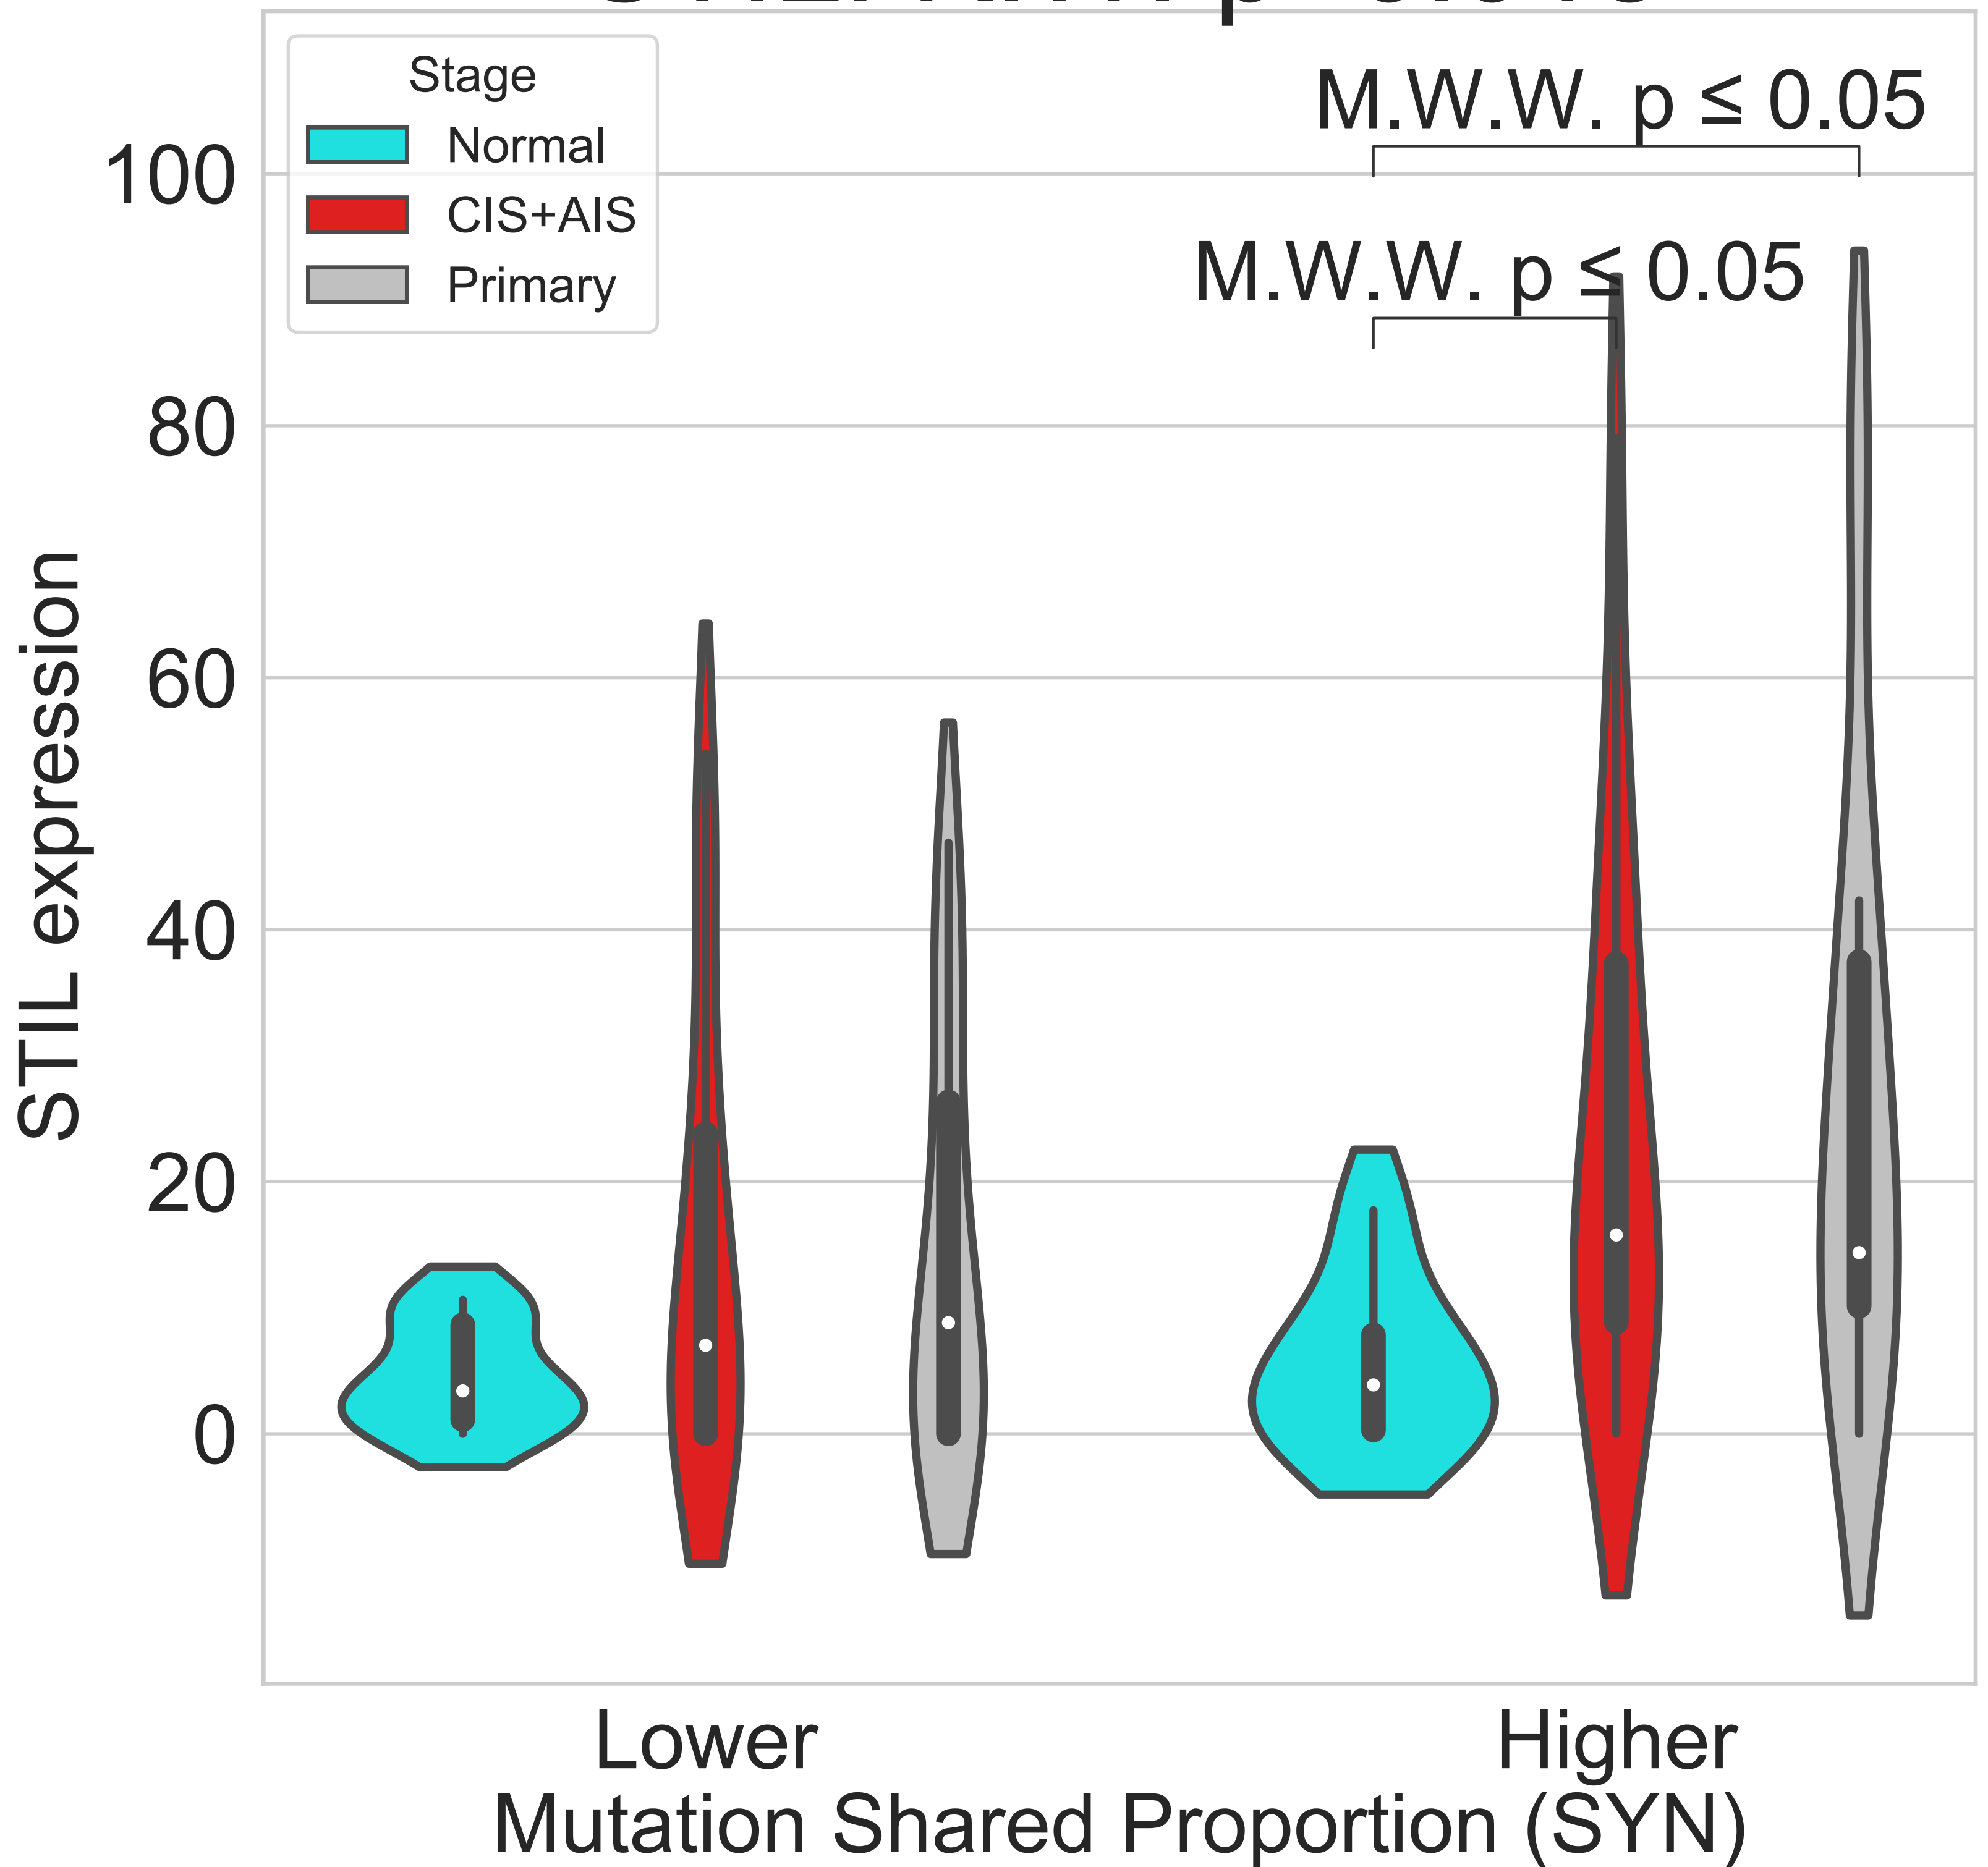 Stage
Normal
CIS+AIS
Primary
M.W.W. p ≤ 0.05
M.W.W. p ≤ 0.05
100
80
60
40
20
0
STIL expression
Lower
Higher
Mutation Shared Proportion (SYN)